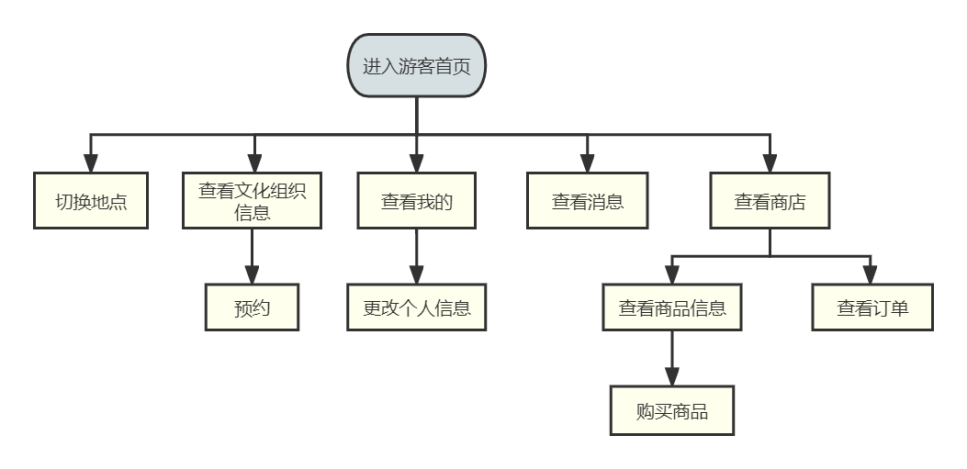 进入游客首页
切换地点
查看文化组织
信息
查看我的
查看消息
查看商店
预约
更改个人信息
查看商品信息
查看订单
购买商品